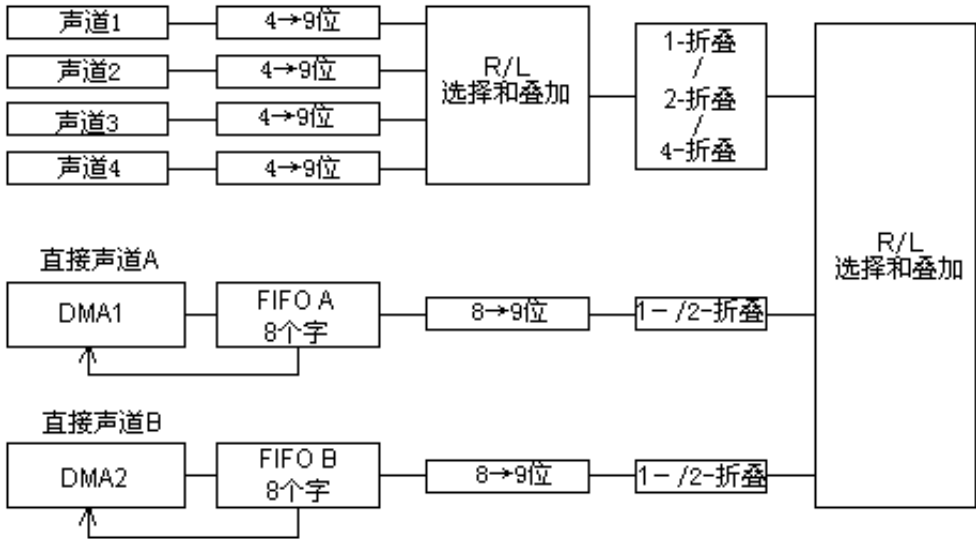 声道1
4→9位
声道2
4→9位
声道3
4→9位
声道4
4→9位
R/L
选择和叠加
1-折叠
/
2-折叠
/
4-折叠
R/L
选择和叠加
直接声道A
DMA1
FIFO A
8个字
8→9位
1- /2-折叠
直接声道B
DMA2
FIFO B
8个字
8→9位
1- /2-折叠